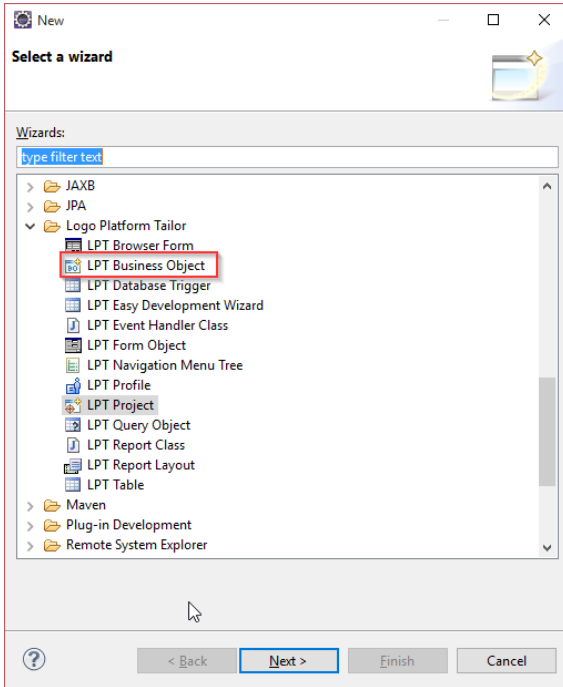 New
Select a wizard
Wizards:
type filter text
JAXB
JPA
Logo Platform Tailor
LPT Browser Form
LPT Business Object
LPT Database Trigger
LPT Easy Development Wizard
LPT Event Handler Class
LPT Form Object
LPT Navigation Menu Tree
LPT Profile
LPT Project
LPT Query Object
LPT Report Class
LPT Report Layout
LPT Table
Maven
Plug-in Development
Remote System Explorer
< Back Next > Finish Cancel